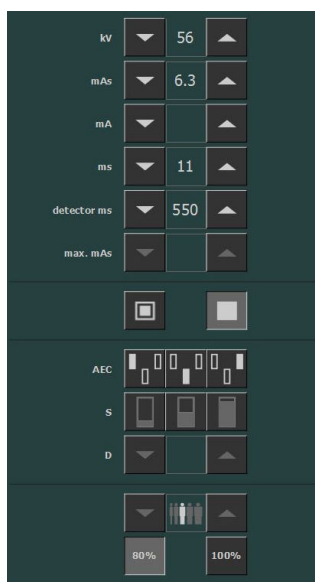 kV 56
mAs 6.3
mA
ms 11
detector ms 550
max. mAs
AEC
S
D
80% 100%